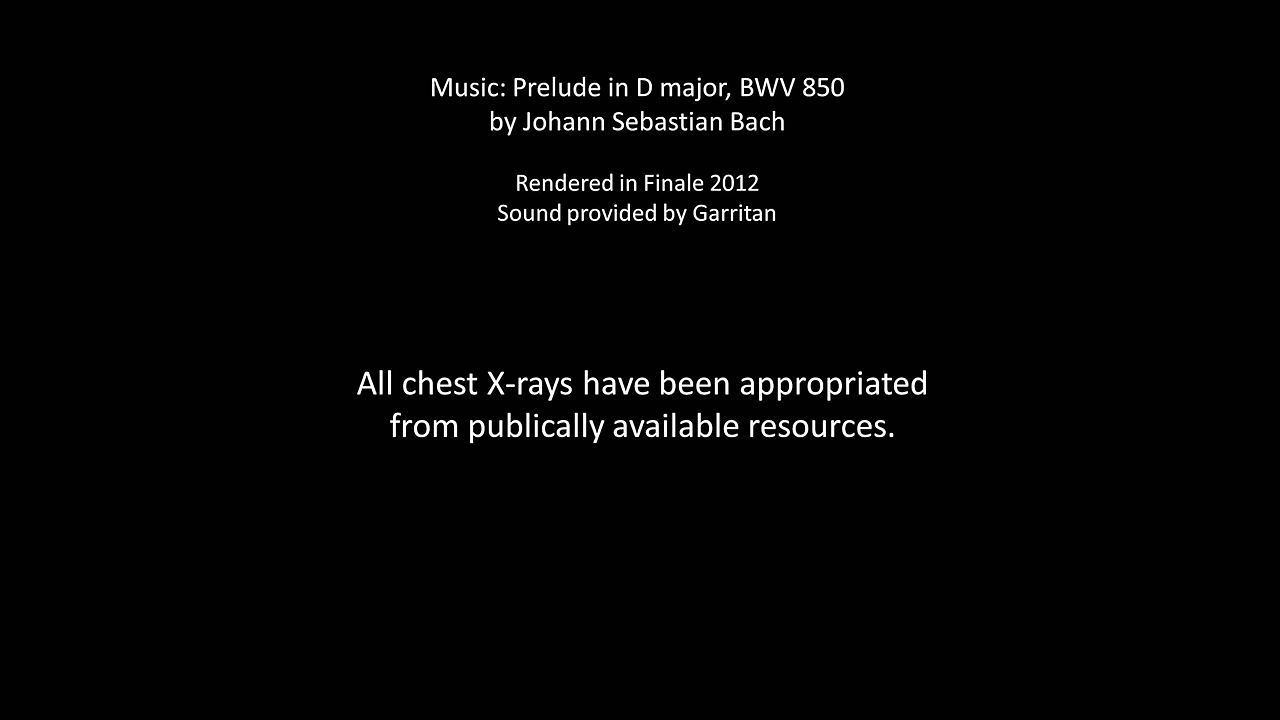 Music: Prelude in D major, BWV 850
by Johann Sebastian Bach
Rendered in Finale 2012
Sound provided by Garritan
All chest X-rays have been appropriated
from publically available resources.